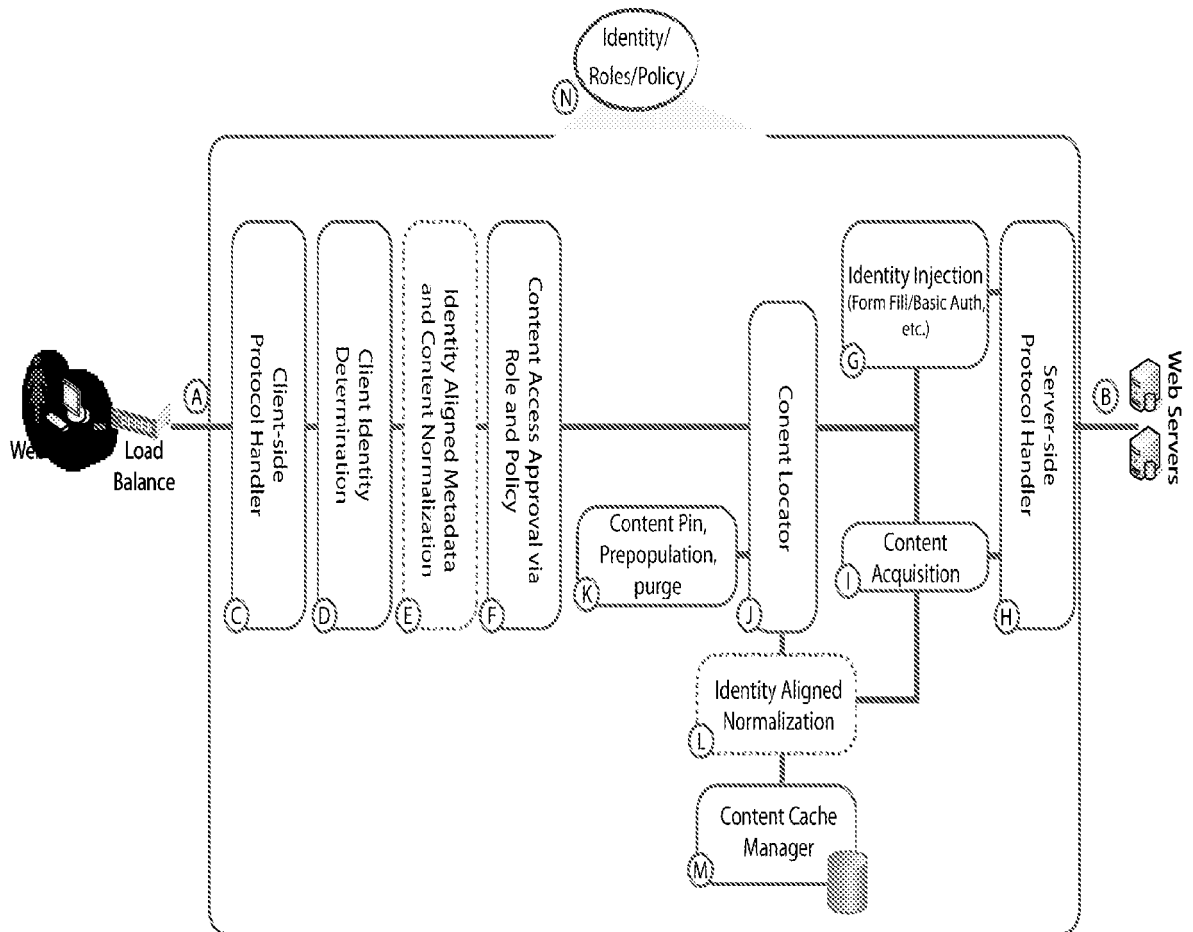 Identity/
Roles/Policy
N
A
Client-side
Protocol Handler
C
Client Identity
Determimination
D
Identity Aligned Metadata
and Content Normalization
E
Content Access Approval via
Role and Policy
F
Content Pin,
Prepopulation,
purge
K
Conent Locator
J
Identity Injection
(Form Fill/Basic Auth,
etc.)
G
Content
Acquisition
I
Server-side
Protocol Handler
H
B
Web Servers
Load
Balance
Identity Aligned
Normalization
L
Content Cache
Manager
M